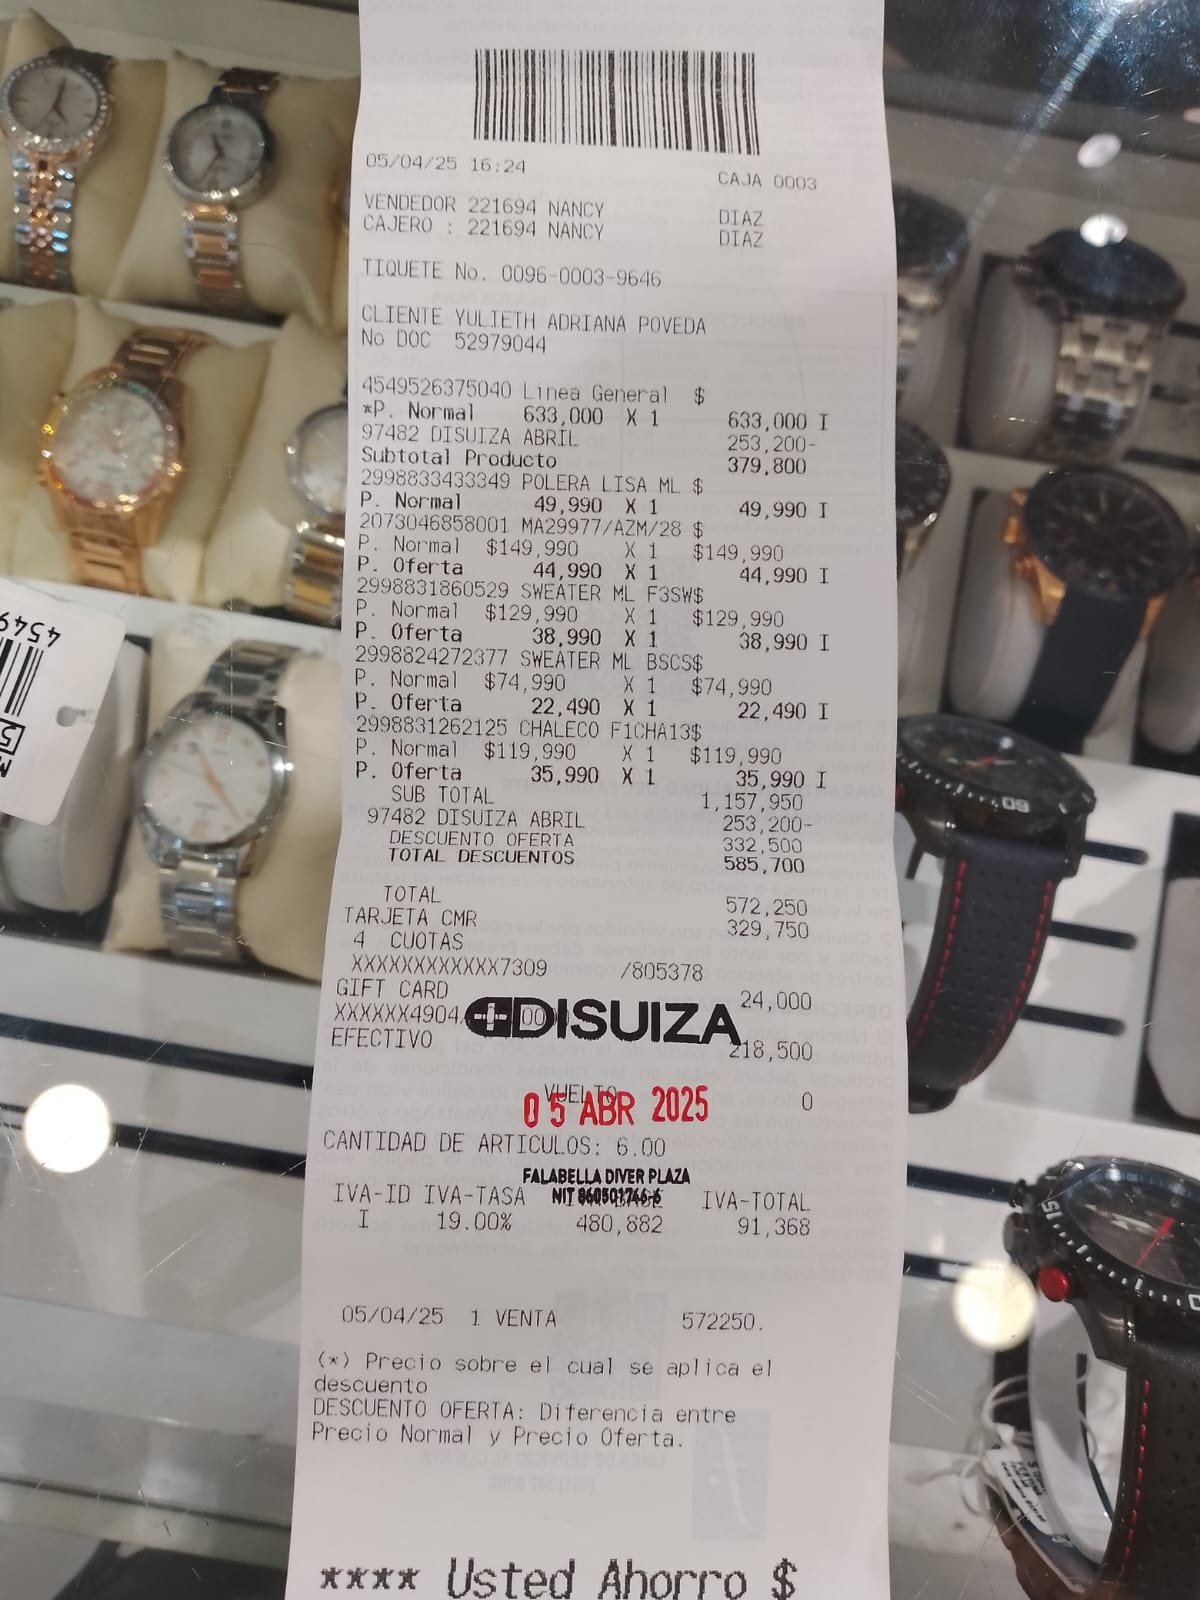 05/04/25 16:24 CAJA 0003
VENDEDOR 221694 NANCY DIAZ
CAJERO : 221694 NANCY DIAZ
TIQUETE No. 0096-0003-9646
CLIENTE YULIETH ADRIANA POVEDA
No DOC 52979044
4549526375040 Linea General $
*P. Normal 633,000 X 1 633,000 I
97482 DISUIZA ABRIL 253,200-
Subtotal Producto 379,800
2998833433349 POLERA LISA ML $
P. Normal 49,990 X 1 49,990 I
2073046858001 MA29977/AZM/28 $
P. Normal $149,990 X 1 $149,990
P. Oferta 44,990 X 1 44,990 I
2998831860529 SWEATER ML F3SW$
P. Normal $129,990 X 1 $129,990
P. Oferta 38,990 X 1 38,990 I
2998824272377 SWEATER ML BSCS$
P. Normal $74,990 X 1 $74,990
P. Oferta 22,490 X 1 22,490 I
2998831262125 CHALECO F1CHA13$
P. Normal $119,990 X 1 $119,990
P. Oferta 35,990 X 1 35,990 I
SUB TOTAL 1,157,950
97482 DISUIZA ABRIL 253,200-
DESCUENTO OFERTA 332,500
TOTAL DESCUENTOS 585,700
TOTAL 572,250
TARJETA CMR 329,750
4 CUOTAS
XXXXXXXXXXXX7309 /805378
GIFT CARD 24,000
XXXXXX4904
DISUIZA
EFECTIVO 218,500
VUELTO 0
05 ABR 2025
CANTIDAD DE ARTICULOS: 6.00
FALABELLA DIVER PLAZA
NIT 860501746-6
IVA-ID IVA-TASA IVA-TOTAL
I 19.00% 480,882 91,368
05/04/25 1 VENTA 572250.
(*) Precio sobre el cual se aplica el
descuento
DESCUENTO OFERTA: Diferencia entre
Precio Normal y Precio Oferta.
**** Usted Ahorro $